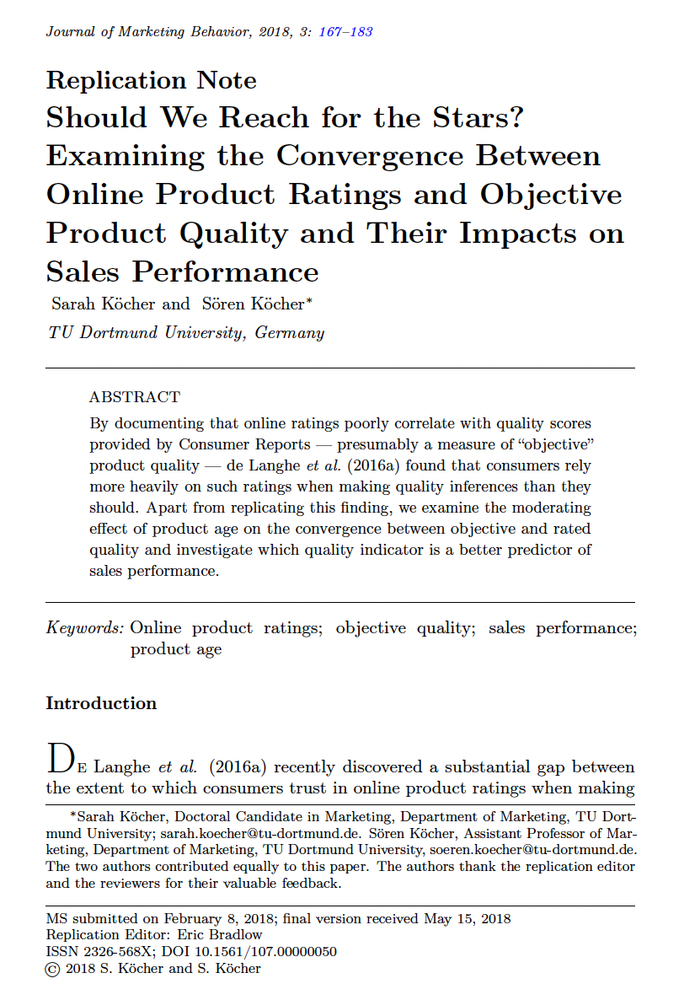 Journal of Marketing Behavior, 2018, 3: 167–183
Replication Note
Should We Reach for the Stars?
Examining the Convergence Between
Online Product Ratings and Objective
Product Quality and Their Impacts on
Sales Performance
Sarah Köcher and Sören Köcher*
TU Dortmund University, Germany
ABSTRACT
By documenting that online ratings poorly correlate with quality scores
provided by Consumer Reports — presumably a measure of “objective”
product quality — de Langhe et al. (2016a) found that consumers rely
more heavily on such ratings when making quality inferences than they
should. Apart from replicating this finding, we examine the moderating
effect of product age on the convergence between objective and rated
quality and investigate which quality indicator is a better predictor of
sales performance.
Keywords: Online product ratings; objective quality; sales performance;
product age
Introduction
DE Langhe et al. (2016a) recently discovered a substantial gap between
the extent to which consumers trust in online product ratings when making
*Sarah Köcher, Doctoral Candidate in Marketing, Department of Marketing, TU Dort-
mund University; sarah.koecher@tu-dortmund.de. Sören Köcher, Assistant Professor of Mar-
keting, Department of Marketing, TU Dortmund University, soeren.koecher@tu-dortmund.de.
The two authors contributed equally to this paper. The authors thank the replication editor
and the reviewers for their valuable feedback.
MS submitted on February 8, 2018; final version received May 15, 2018
Replication Editor: Eric Bradlow
ISSN 2326-568X; DOI 10.1561/107.00000050
© 2018 S. Köcher and S. Köcher